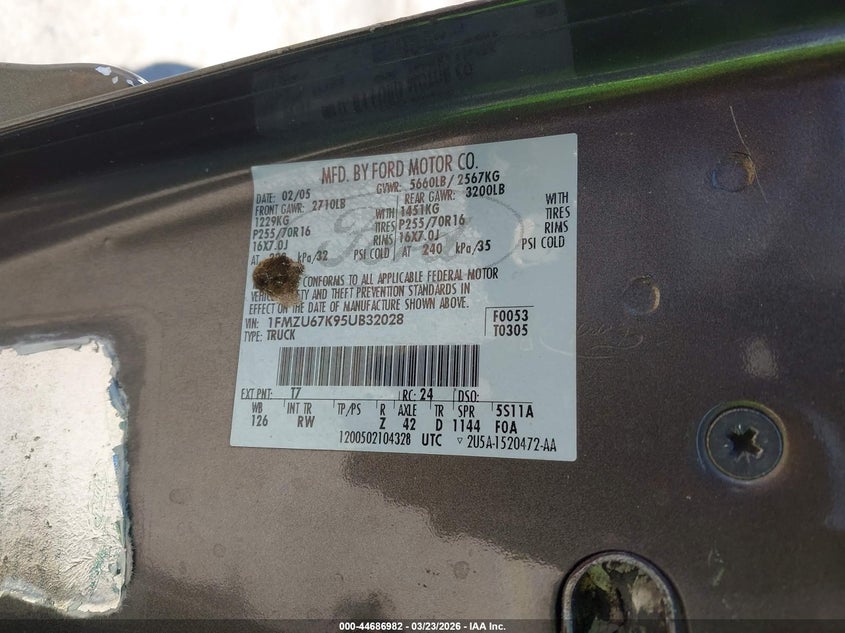 MFD. BY FORD MOTOR CO.
DATE: 02/05 GVWR: 5660LB/2567KG
FRONT GAWR: 2710LB REAR GAWR: 3200LB
1229KG WITH 1451KG WITH
P255/70R16 TIRES P255/70R16 TIRES
16X7.0J RIMS 16X7.0J RIMS
AT kPa/32 PSI COLD AT 240 kPa/35 PSI COLD
CONFORMS TO ALL APPLICABLE FEDERAL MOTOR
AND THEFT PREVENTION STANDARDS IN
EFFECT ON THE DATE OF MANUFACTURE SHOWN ABOVE.
VIN: 1FMZU67K95UB32028 F0053
TYPE: TRUCK T0305
EXT PNT: T7 RC: 24 DSO:
WB INT TR TP/PS R AXLE TR SPR 5S11A
126 RW Z 42 D 1144 FOA
1200502104328 UTC ▽ 2U5A-1520472-AA
000-44686982 - 03/23/2026 - IAA Inc.